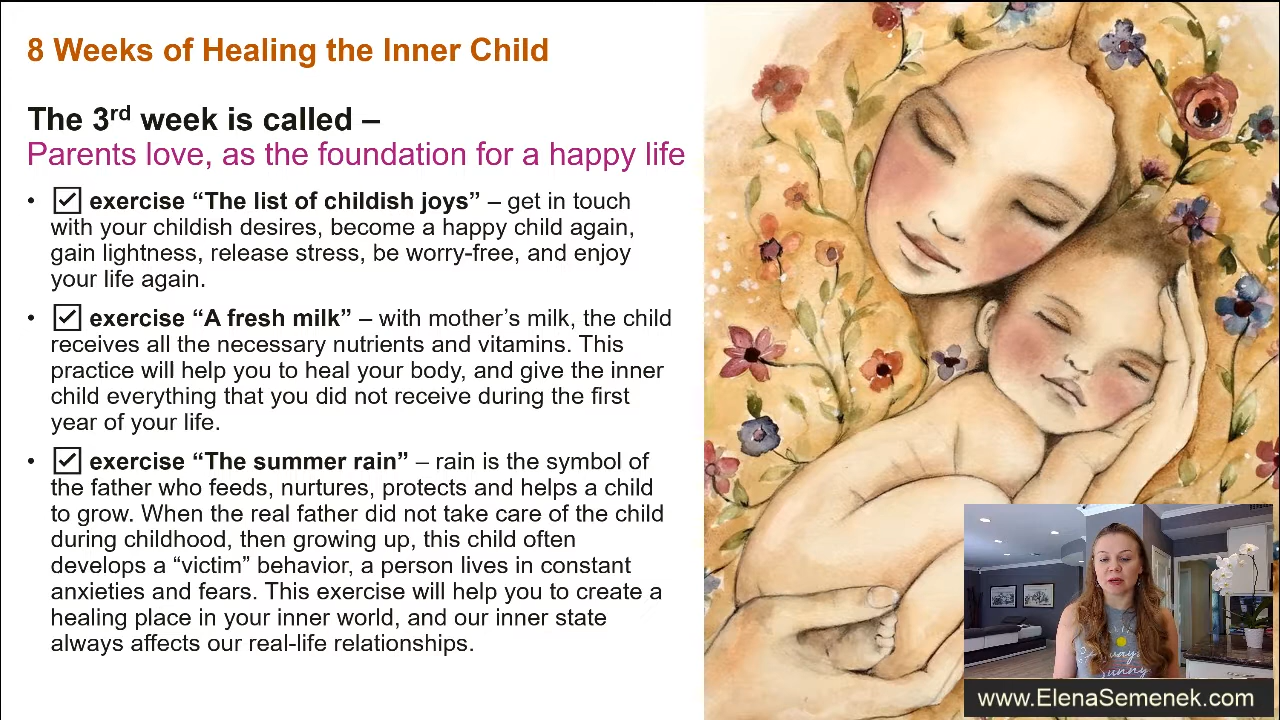 8 Weeks of Healing the Inner Child
The 3rd week is called –
Parents love, as the foundation for a happy life
• ☑ exercise “The list of childish joys” – get in touch
with your childish desires, become a happy child again,
gain lightness, release stress, be worry-free, and enjoy
your life again.
• ☑ exercise “A fresh milk” – with mother’s milk, the child
receives all the necessary nutrients and vitamins. This
practice will help you to heal your body, and give the inner
child everything that you did not receive during the first
year of your life.
• ☑ exercise “The summer rain” – rain is the symbol of
the father who feeds, nurtures, protects and helps a child
to grow. When the real father did not take care of the child
during childhood, then growing up, this child often
develops a “victim” behavior, a person lives in constant
anxieties and fears. This exercise will help you to create a
healing place in your inner world, and our inner state
always affects our real-life relationships.
www.ElenaSemenek.com